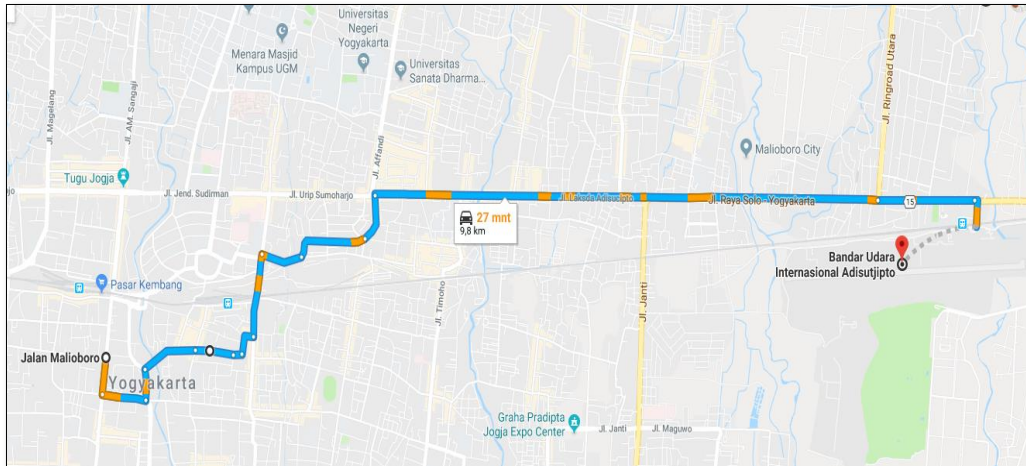 Universitas
Negeri
Yogyakarta
Menara Masjid
Kampus UGM
Universitas
Sanata Dharma...
Jl. Magelang
Jl. AM. Sangaji
Jl. Affandi
Jl. Ringroad Utara
Malioboro City
Tugu Jogja
Jl. Jend. Sudirman
Jl. Urip Sumoharjo
Jl. Laksda Adisucipto
Jl. Raya Solo - Yogyakarta
15
27 mnt
9,8 km
Bandar Udara
Internasional Adisutjipto
Pasar Kembang
Jl. Timoho
Jl. Janti
Jalan Malioboro
Yogyakarta
Graha Pradipta
Jogja Expo Center
Jl. Janti
Jl. Maguwo